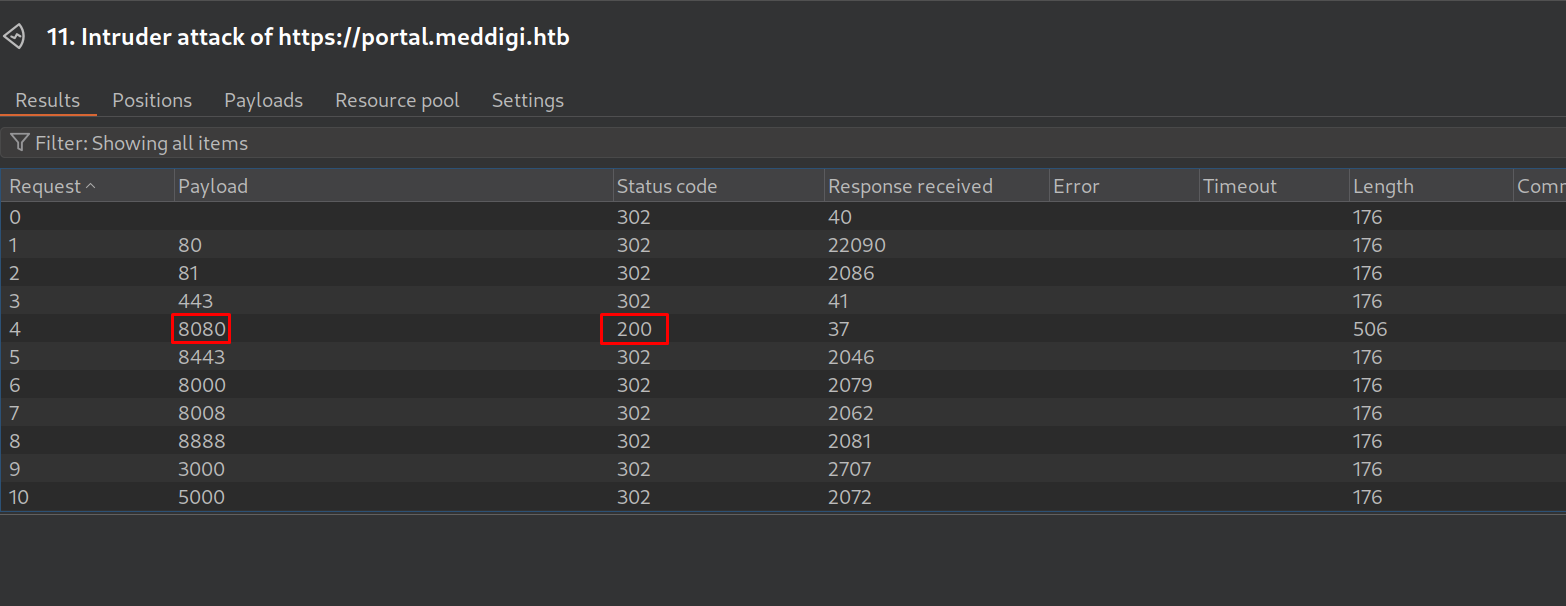 11. Intruder attack of https://portal.meddigi.htb
Results Positions Payloads Resource pool Settings
Filter: Showing all items
Request Payload Status code Response received Error Timeout Length Comm
0 302 40 176
1 80 302 22090 176
2 81 302 2086 176
3 443 302 41 176
4 8080 200 37 506
5 8443 302 2046 176
6 8000 302 2079 176
7 8008 302 2062 176
8 8888 302 2081 176
9 3000 302 2707 176
10 5000 302 2072 176